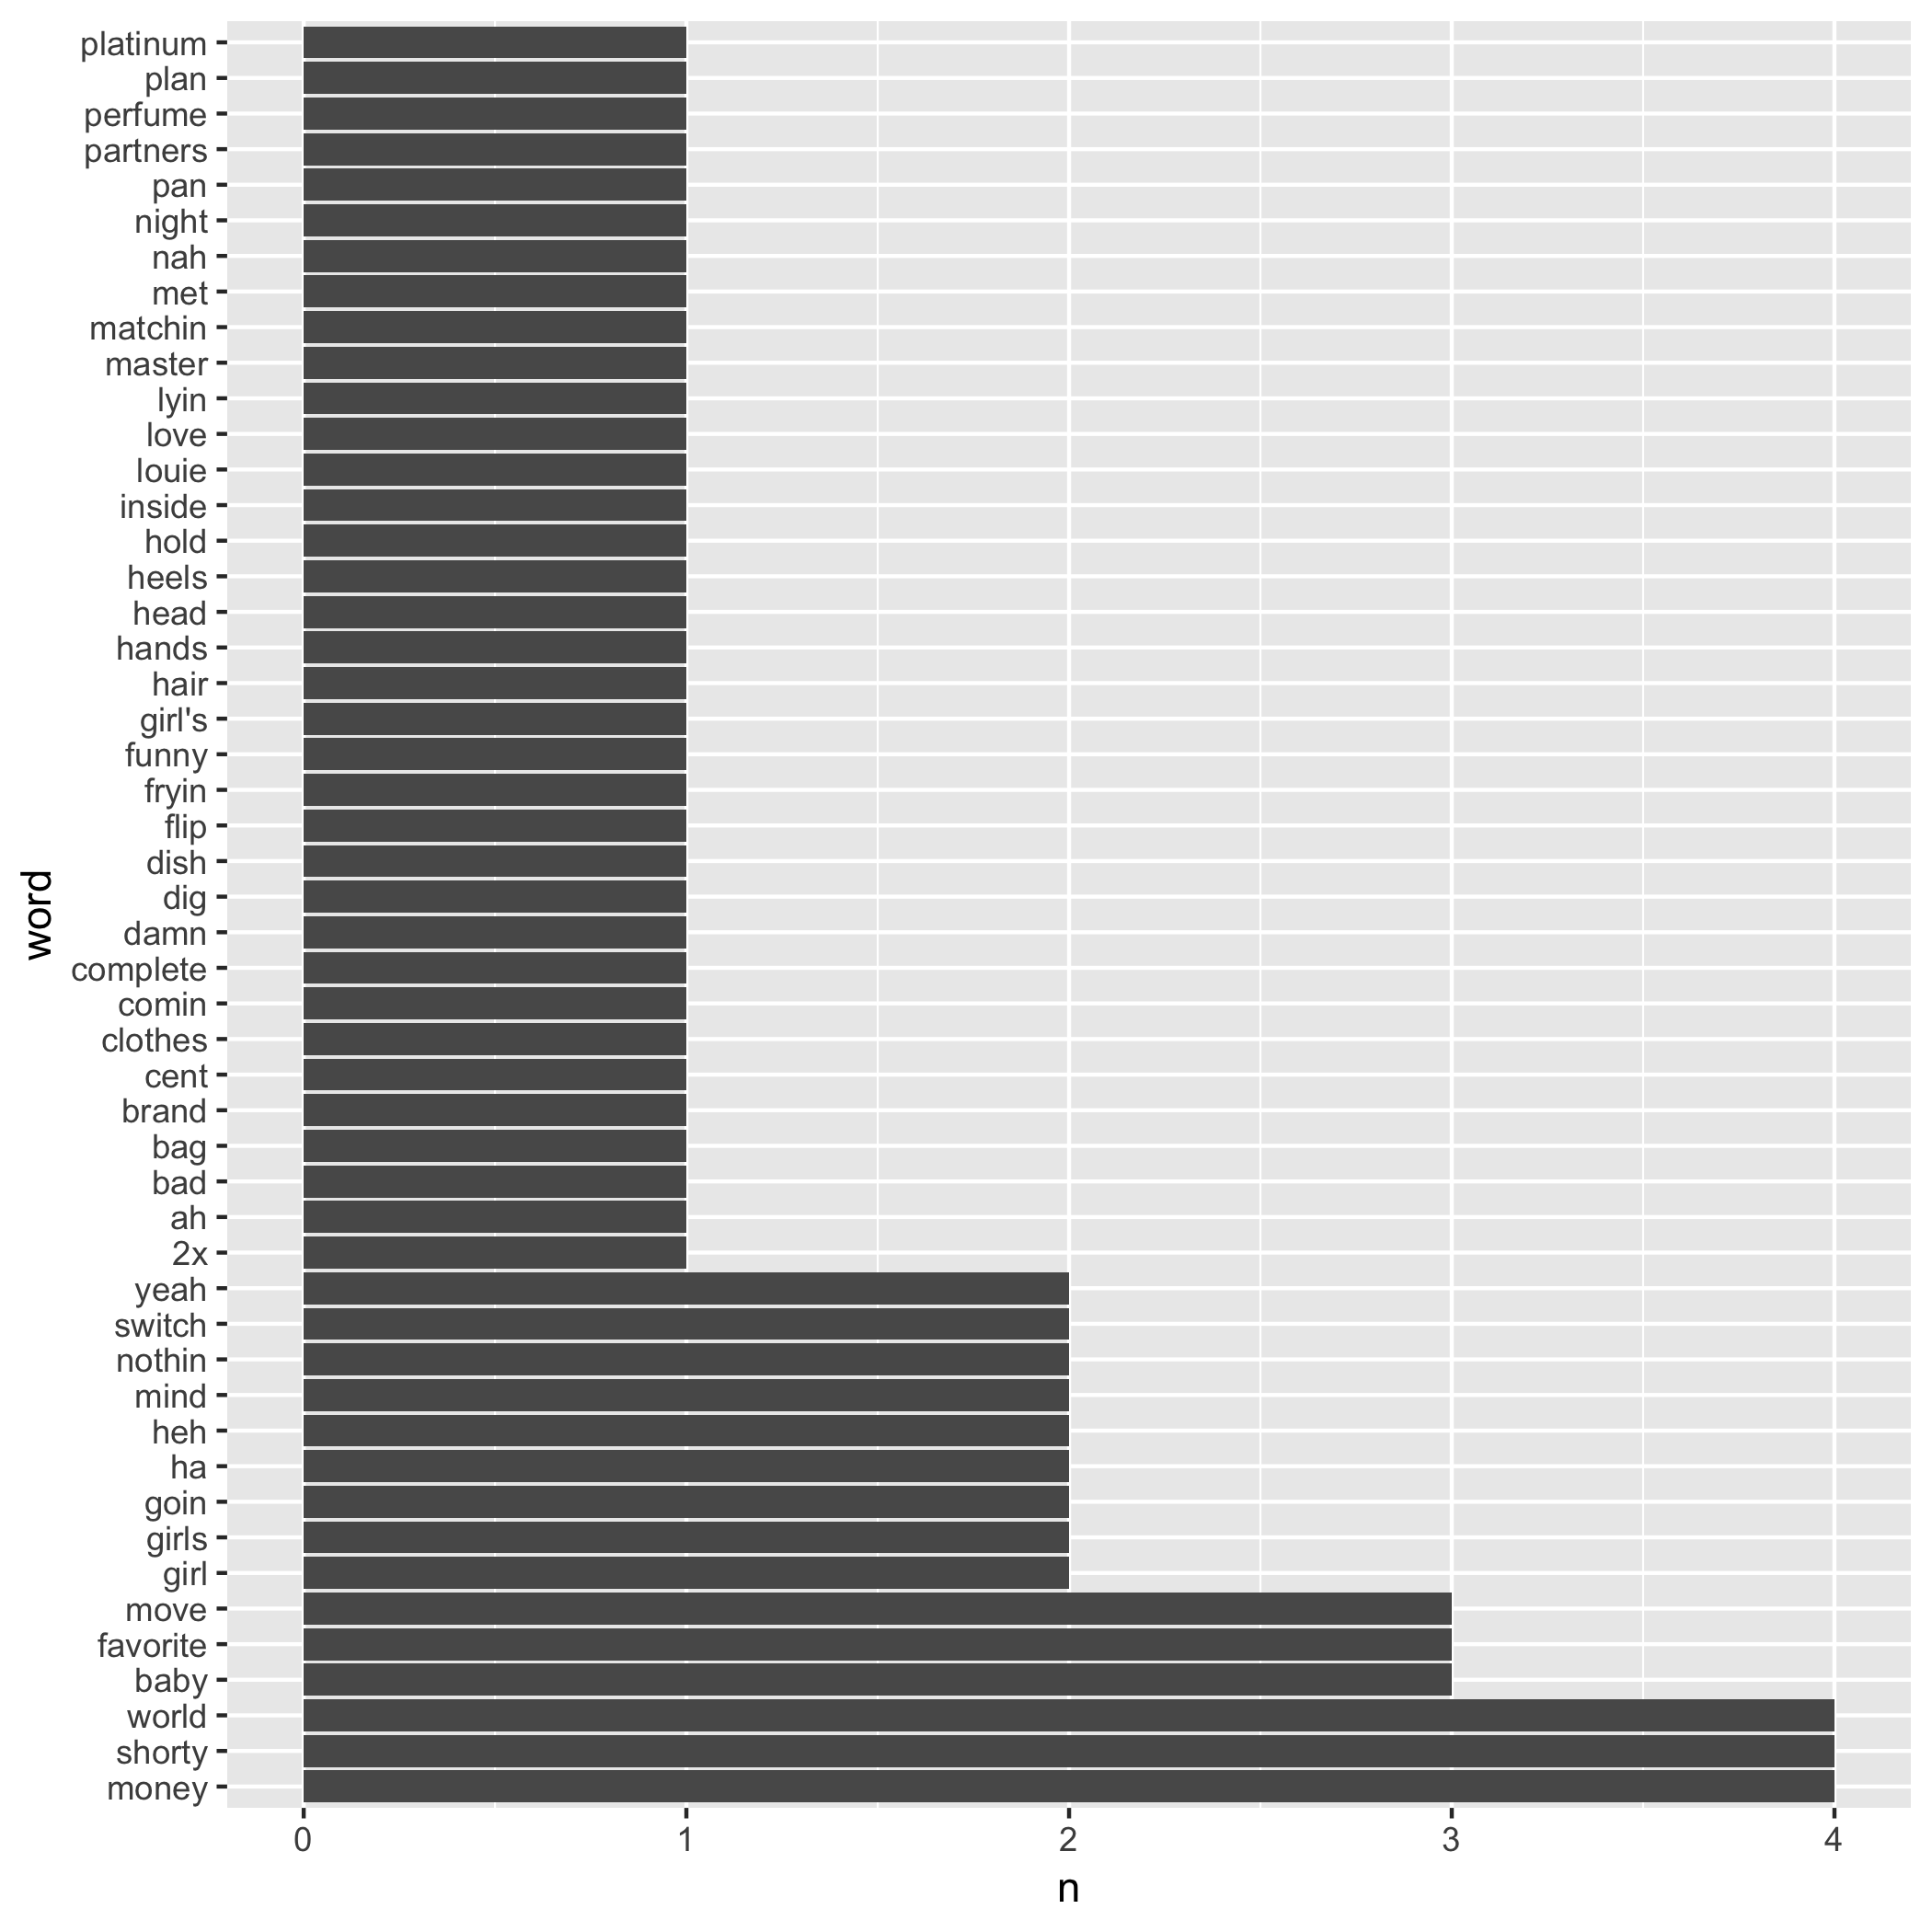 platinum
plan
perfume
partners
pan
night
nah
met
matchin
master
lyin
love
louie
inside
hold
heels
head
hands
hair
girl's
funny
fryin
flip
dish
dig
damn
complete
comin
clothes
cent
brand
bag
bad
ah
2x
yeah
switch
nothin
mind
heh
ha
goin
girls
girl
move
favorite
baby
world
shorty
money
word
0 1 2 3 4
n